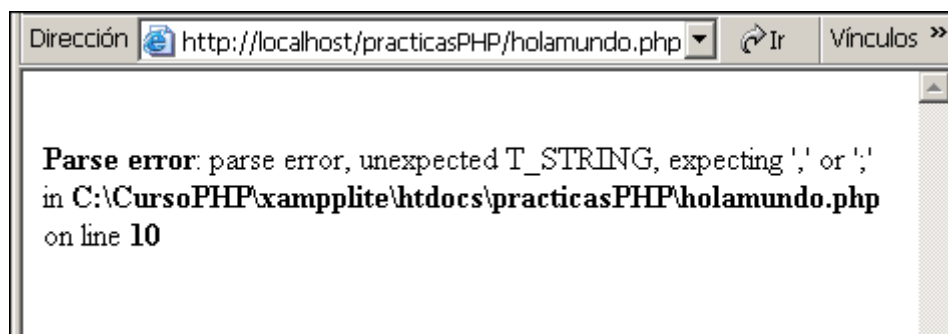 Dirección http://localhost/practicasPHP/holamundo.php Ir Vínculos »
Parse error: parse error, unexpected T_STRING, expecting ',' or ';'
in C:\CursoPHP\xampplite\htdocs\practicasPHP\holamundo.php
on line 10